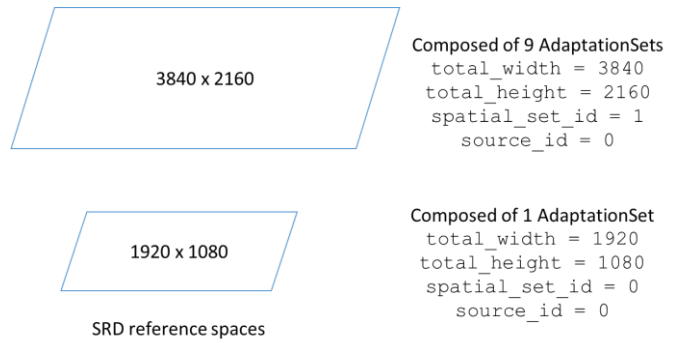 3840 x 2160
Composed of 9 AdaptationSets
total_width = 3840
total_height = 2160
spatial_set_id = 1
source_id = 0
1920 x 1080
Composed of 1 AdaptationSet
total_width = 1920
total_height = 1080
spatial_set_id = 0
source_id = 0
SRD reference spaces